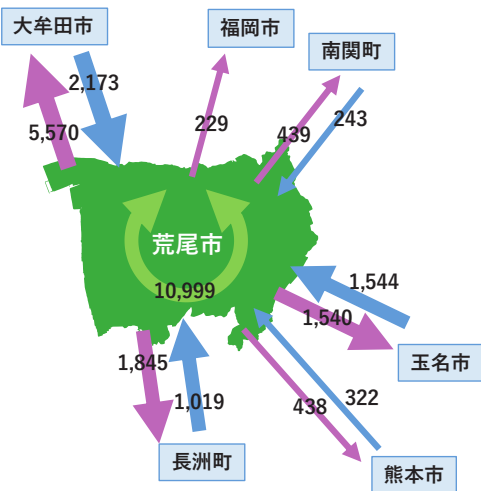 大牟田市
福岡市
南関町
2,173
5,570
229
439
243
荒尾市
10,999
1,544
1,540
1,845
1,019
438
322
玉名市
長洲町
熊本市